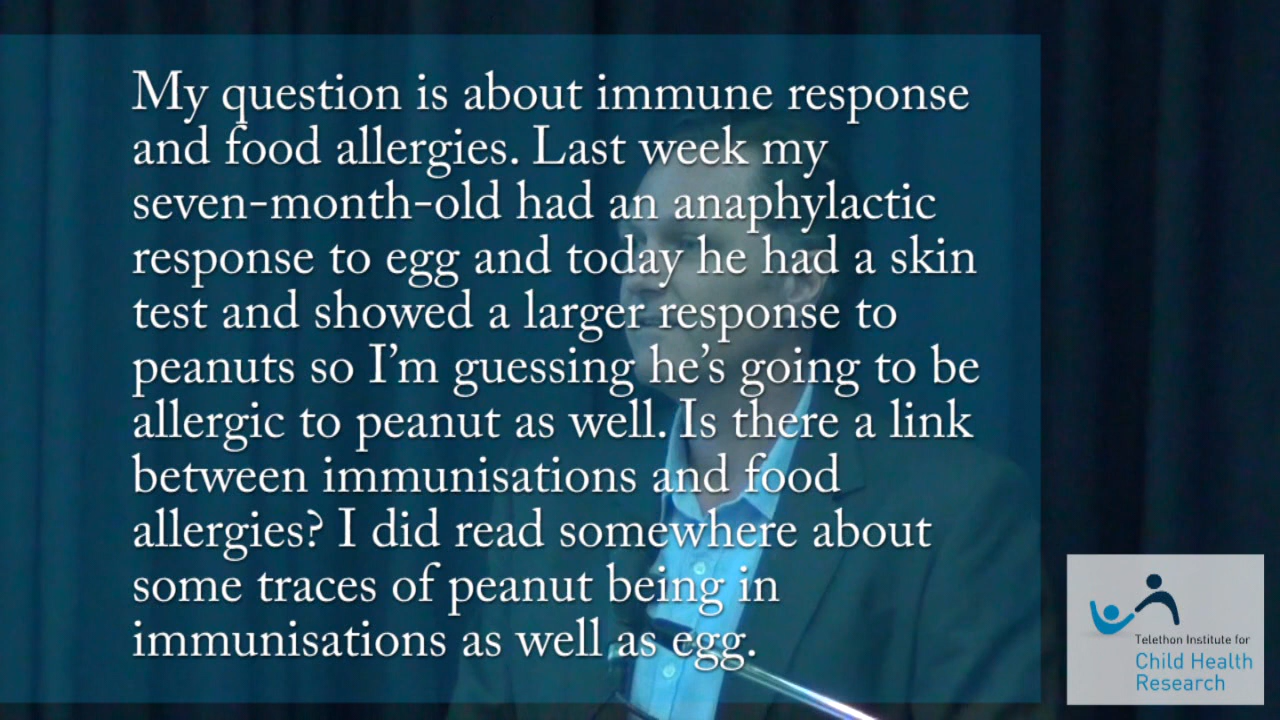 My question is about immune response
and food allergies. Last week my
seven-month-old had an anaphylactic
response to egg and today he had a skin
test and showed a larger response to
peanuts so I'm guessing he's going to be
allergic to peanut as well. Is there a link
between immunisations and food
allergies? I did read somewhere about
some traces of peanut being in
immunisations as well as egg.
Telethon Institute for
Child Health
Research